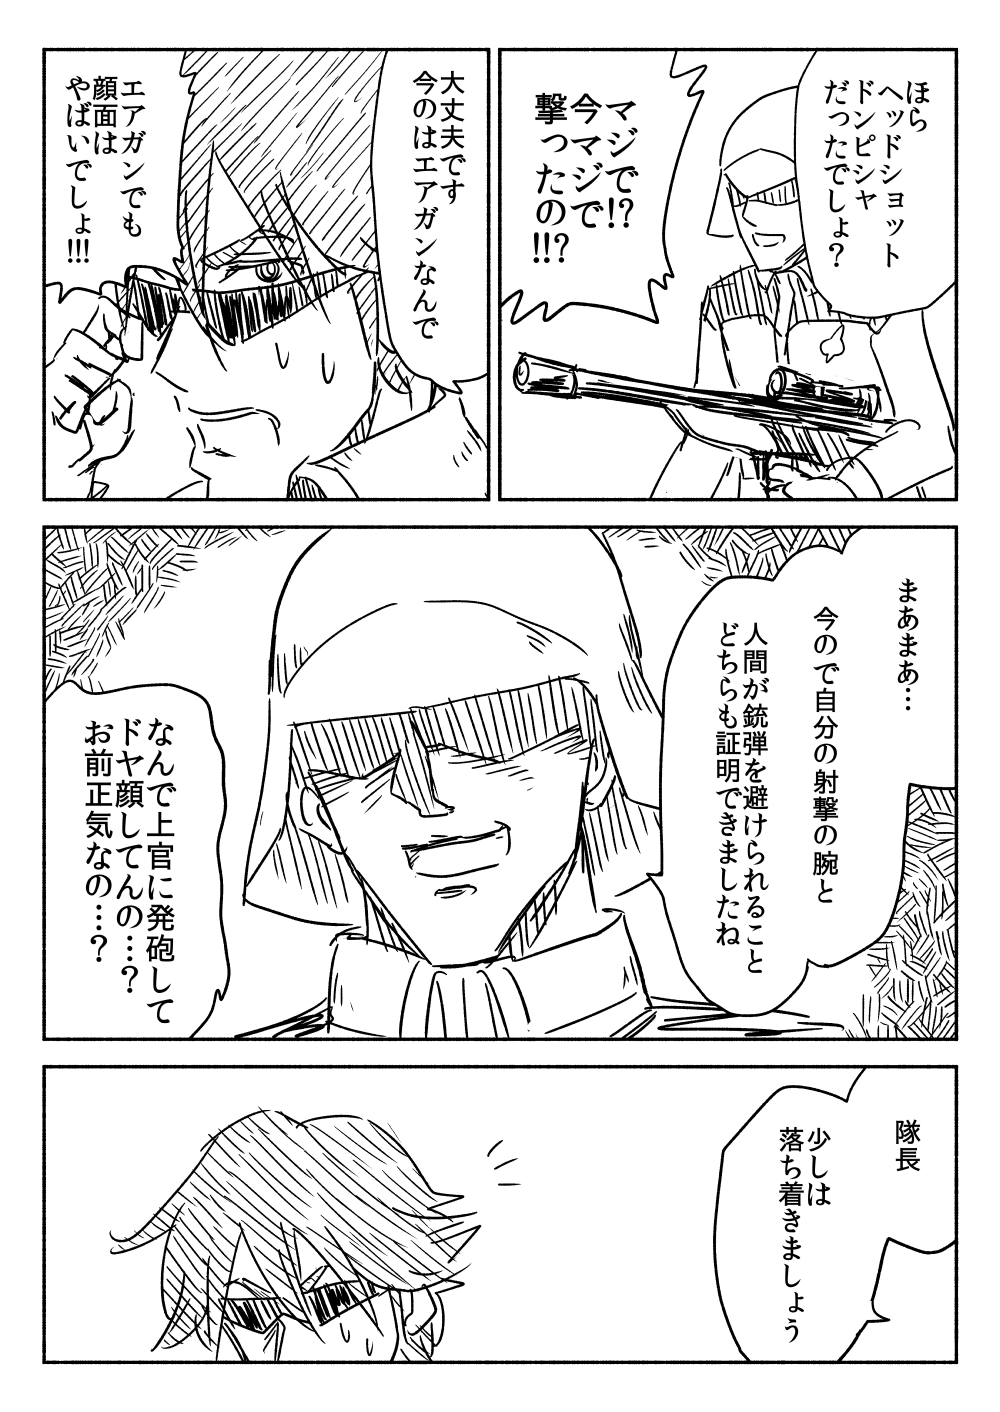 ほら
ヘッドショット
ドンピシャ
だったでしょ?
マジで!?
今マジで
撃ったの!!?
大丈夫です
今のはエアガンなんで
エアガンでも
顔面は
やばいでしょ!!!
まあまあ…
今ので自分の射撃の腕と
人間が銃弾を避けられること
どちらも証明できましたね
なんで上官に発砲して
ドヤ顔してんの…?
お前正気なの…?
隊長
少しは
落ち着きましょう